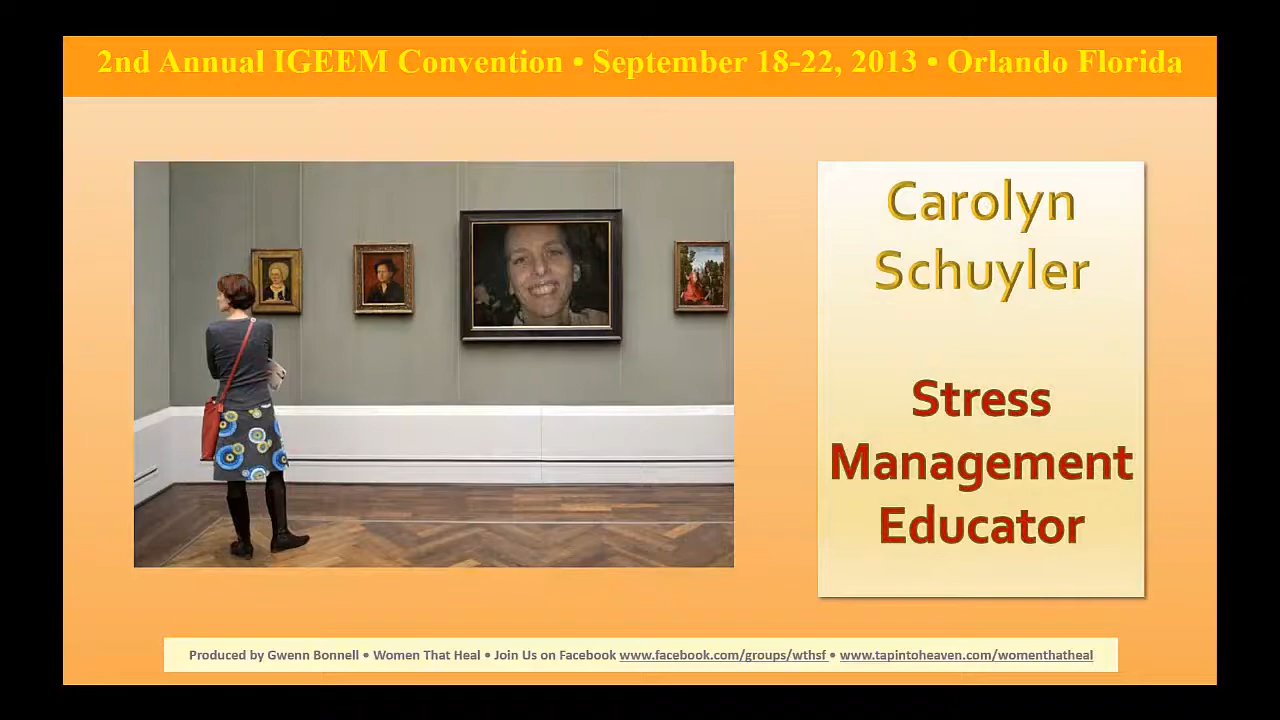 2nd Annual IGEEM Convention • September 18-22, 2013 • Orlando Florida
Carolyn
Schuyler
Stress
Management
Educator
Produced by Gwenn Bonnell • Women That Heal • Join Us on Facebook www.facebook.com/groups/wthsf • www.tapintoheaven.com/womenthatheal